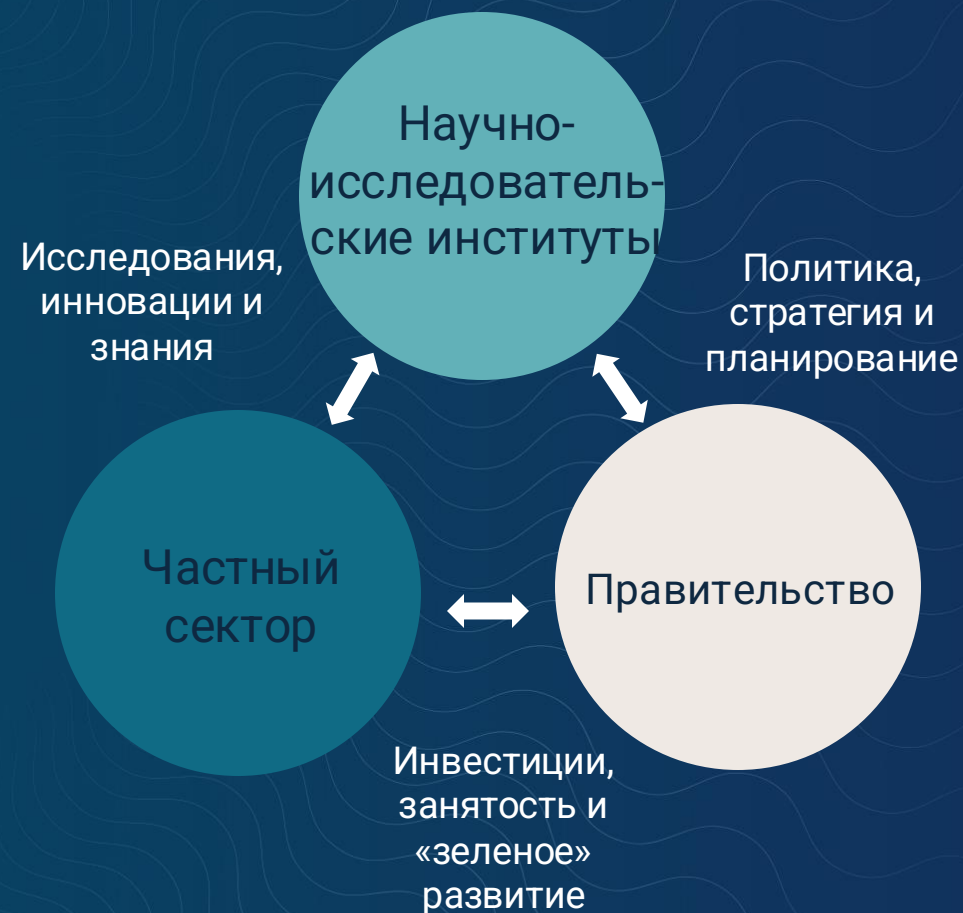 Научно-
исследователь-
ские институты
Исследования,
инновации и
знания
Политика,
стратегия и
планирование
Частный
сектор
Правительство
Инвестиции,
занятость и
«зеленое»
развитие